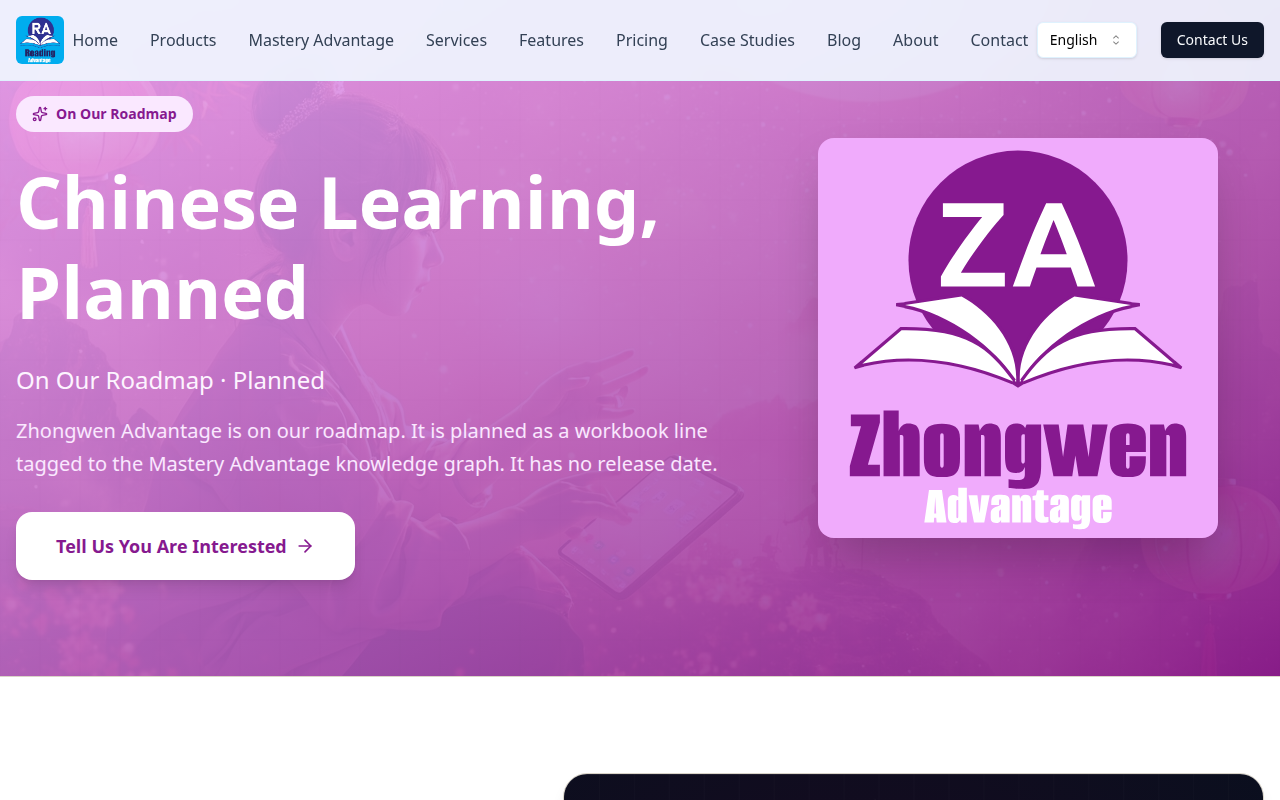 RA
Reading
Advantage
Home
Products
Mastery Advantage
Services
Features
Pricing
Case Studies
Blog
About
Contact
English
Contact Us
On Our Roadmap
Chinese Learning,
Planned
On Our Roadmap · Planned
Zhongwen Advantage is on our roadmap. It is planned as a workbook line
tagged to the Mastery Advantage knowledge graph. It has no release date.
Tell Us You Are Interested
ZA
Zhongwen
Advantage